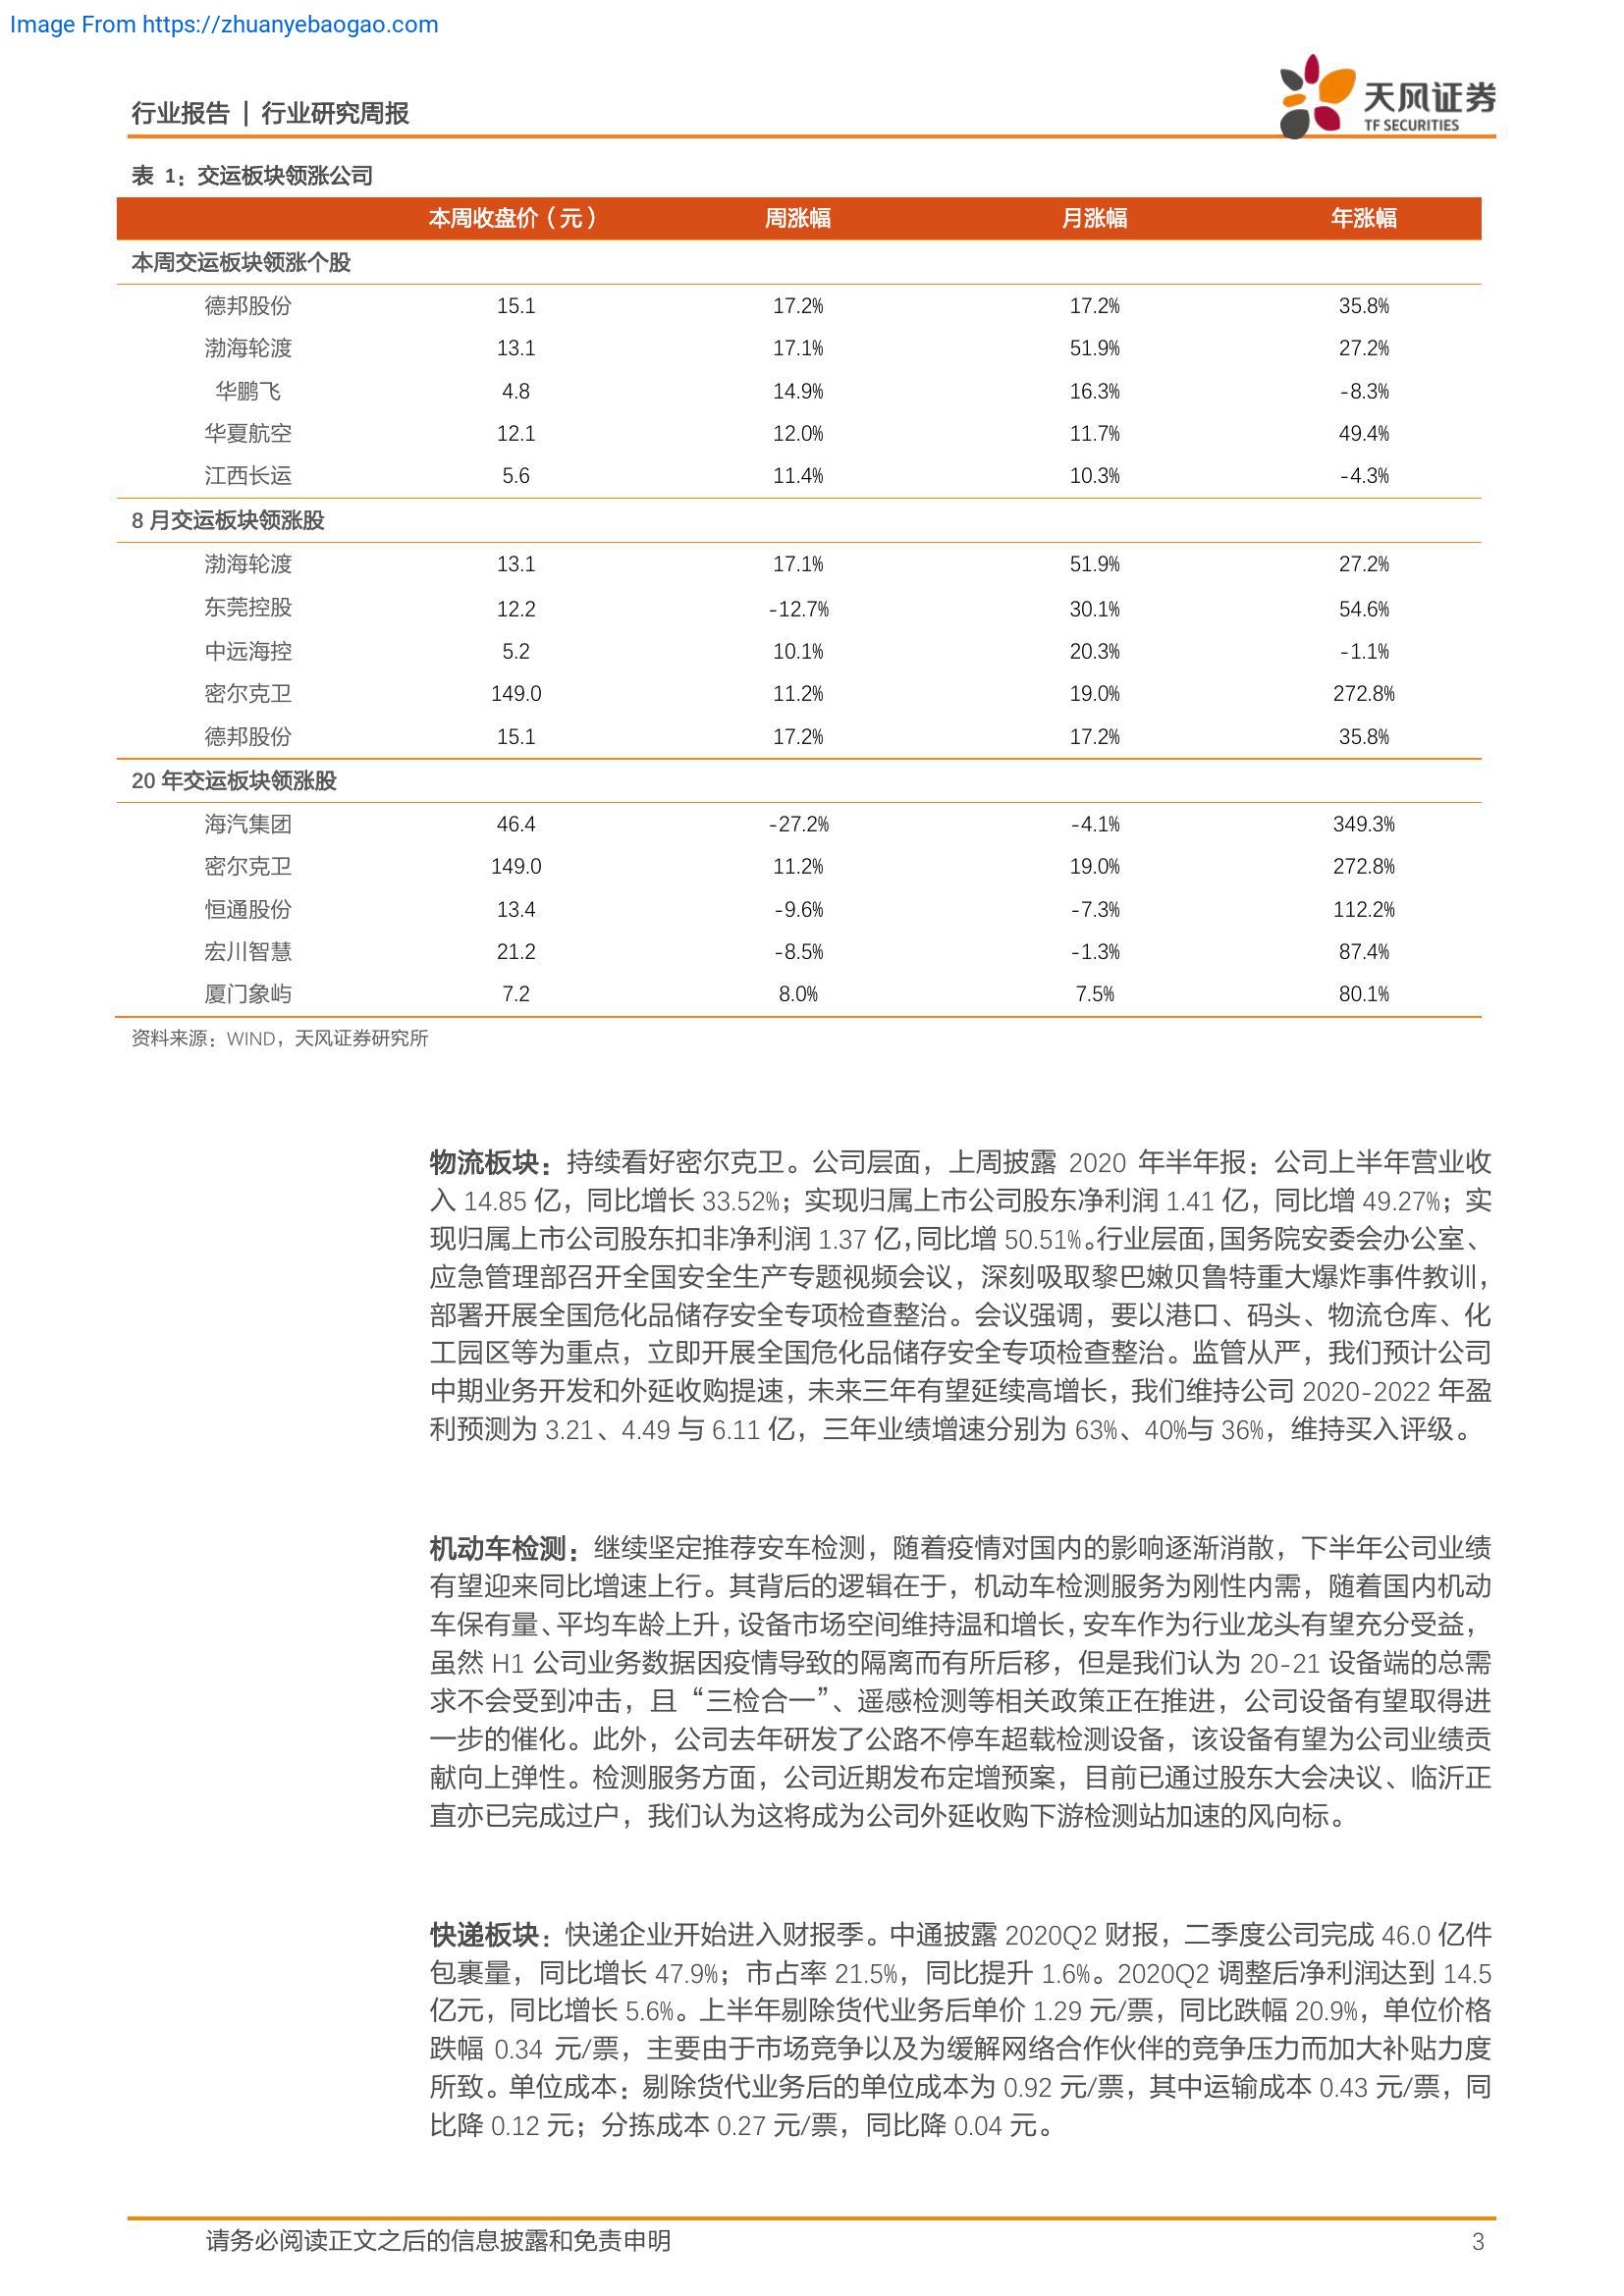 Image From https://zhuanyebaogao.com
行业报告 | 行业研究周报
天风证券
TF SECURITIES
表 1：交运板块领涨公司
本周收盘价（元） 周涨幅 月涨幅 年涨幅
本周交运板块领涨个股
德邦股份 15.1 17.2% 17.2% 35.8%
渤海轮渡 13.1 17.1% 51.9% 27.2%
华鹏飞 4.8 14.9% 16.3% -8.3%
华夏航空 12.1 12.0% 11.7% 49.4%
江西长运 5.6 11.4% 10.3% -4.3%
8 月交运板块领涨股
渤海轮渡 13.1 17.1% 51.9% 27.2%
东莞控股 12.2 -12.7% 30.1% 54.6%
中远海控 5.2 10.1% 20.3% -1.1%
密尔克卫 149.0 11.2% 19.0% 272.8%
德邦股份 15.1 17.2% 17.2% 35.8%
20 年交运板块领涨股
海汽集团 46.4 -27.2% -4.1% 349.3%
密尔克卫 149.0 11.2% 19.0% 272.8%
恒通股份 13.4 -9.6% -7.3% 112.2%
宏川智慧 21.2 -8.5% -1.3% 87.4%
厦门象屿 7.2 8.0% 7.5% 80.1%
资料来源：WIND，天风证券研究所
物流板块：持续看好密尔克卫。公司层面，上周披露 2020 年半年报：公司上半年营业收
入 14.85 亿，同比增长 33.52%；实现归属上市公司股东净利润 1.41 亿，同比增 49.27%；实
现归属上市公司股东扣非净利润 1.37 亿，同比增 50.51%。行业层面，国务院安委会办公室、
应急管理部召开全国安全生产专题视频会议，深刻吸取黎巴嫩贝鲁特重大爆炸事件教训，
部署开展全国危化品储存安全专项检查整治。会议强调，要以港口、码头、物流仓库、化
工园区等为重点，立即开展全国危化品储存安全专项检查整治。监管从严，我们预计公司
中期业务开发和外延收购提速，未来三年有望延续高增长，我们维持公司 2020-2022 年盈
利预测为 3.21、4.49 与 6.11 亿，三年业绩增速分别为 63%、40%与 36%，维持买入评级。
机动车检测：继续坚定推荐安车检测，随着疫情对国内的影响逐渐消散，下半年公司业绩
有望迎来同比增速上行。其背后的逻辑在于，机动车检测服务为刚性内需，随着国内机动
车保有量、平均车龄上升，设备市场空间维持温和增长，安车作为行业龙头有望充分受益，
虽然 H1 公司业务数据因疫情导致的隔离而有所后移，但是我们认为 20-21 设备端的总需
求不会受到冲击，且“三检合一”、遥感检测等相关政策正在推进，公司设备有望取得进
一步的催化。此外，公司去年研发了公路不停车超载检测设备，该设备有望为公司业绩贡
献向上弹性。检测服务方面，公司近期发布定增预案，目前已通过股东大会决议、临沂正
直亦已完成过户，我们认为这将成为公司外延收购下游检测站加速的风向标。
快递板块：快递企业开始进入财报季。中通披露 2020Q2 财报，二季度公司完成 46.0 亿件
包裹量，同比增长 47.9%；市占率 21.5%，同比提升 1.6%。2020Q2 调整后净利润达到 14.5
亿元，同比增长 5.6%。上半年剔除货代业务后单价 1.29 元/票，同比跌幅 20.9%，单位价格
跌幅 0.34 元/票，主要由于市场竞争以及为缓解网络合作伙伴的竞争压力而加大补贴力度
所致。单位成本：剔除货代业务后的单位成本为 0.92 元/票，其中运输成本 0.43 元/票，同
比降 0.12 元；分拣成本 0.27 元/票，同比降 0.04 元。
请务必阅读正文之后的信息披露和免责申明 3